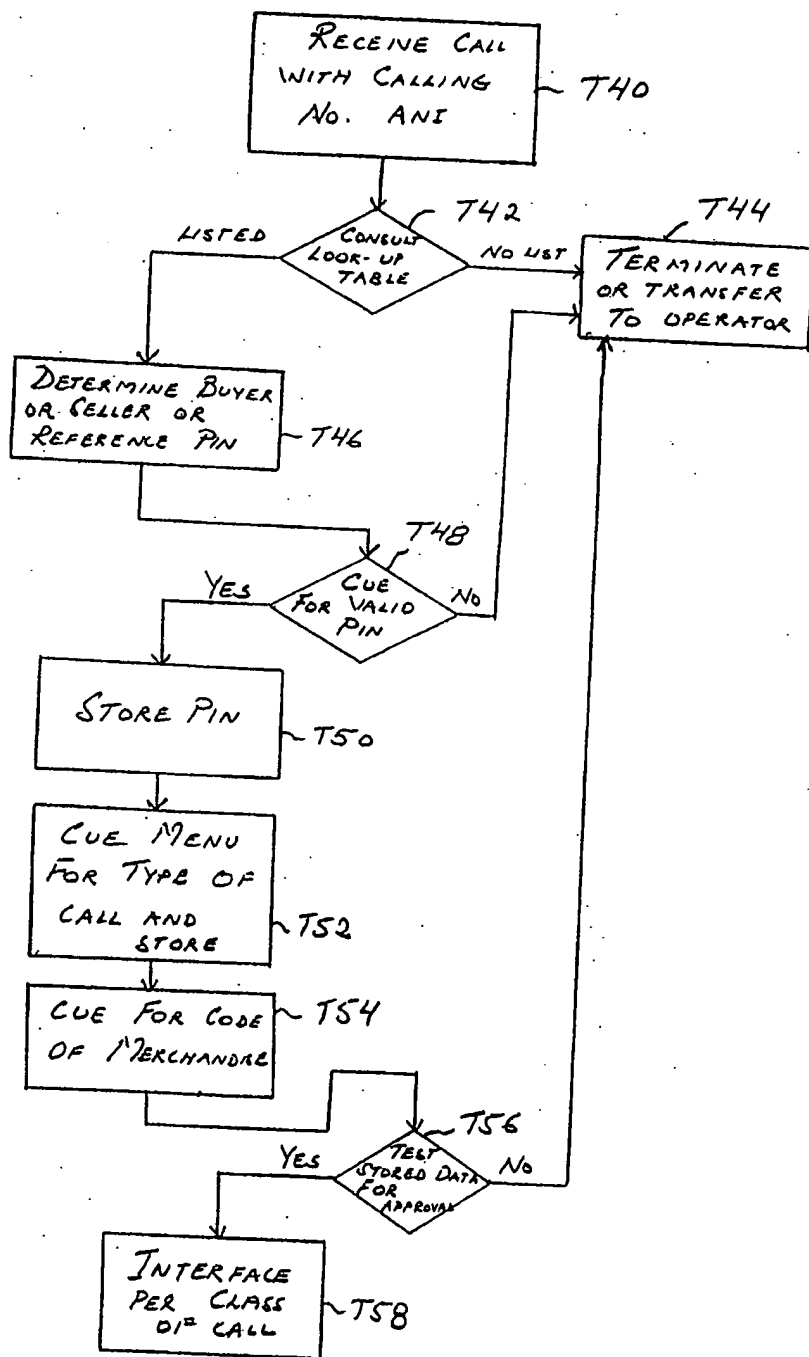 RECEIVE CALL
WITH CALLING
NO. ANI
T40
T42
CONSULT
LOOK-UP
TABLE
LISTED
NO LIST
T44
TERMINATE
OR TRANSFER
TO OPERATOR
DETERMINE BUYER
OR SELLER OR
REFERENCE PIN
T46
T48
CUE
FOR VALID
PIN
YES
NO
STORE PIN
T50
CUE MENU
FOR TYPE OF
CALL AND
STORE
T52
CUE FOR CODE
OF MERCHANDISE
T54
T56
TEST
STORED DATA
FOR
APPROVAL
YES
NO
INTERFACE
PER CLASS
OF CALL
T58